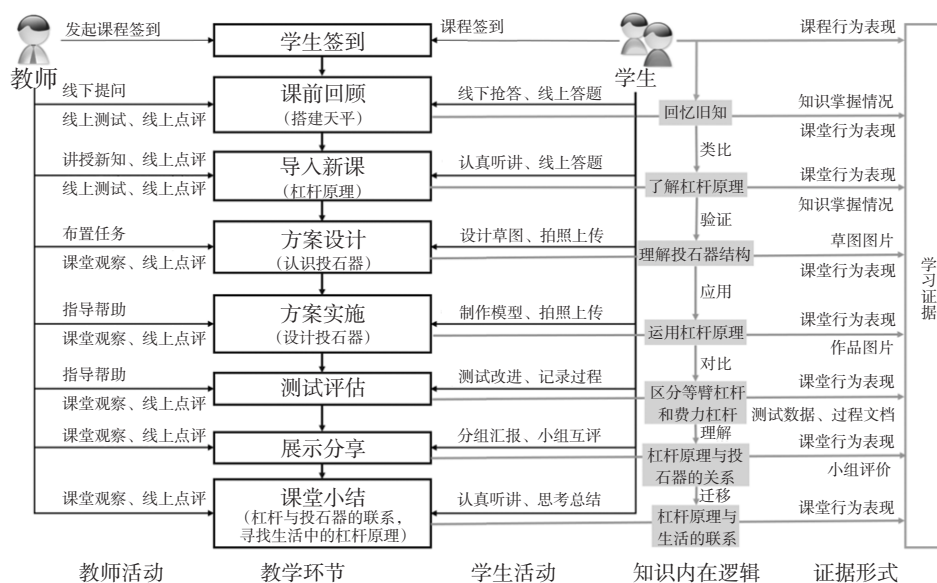 发起课程签到
学生签到
课程签到
课程行为表现
教师
学生
线下提问
线上测试、线上点评
课前回顾
(搭建天平)
线下抢答、线上答题
回忆旧知
知识掌握情况
课堂行为表现
类比
讲授新知、线上点评
线上测试、线上点评
导入新课
(杠杆原理)
认真听讲、线上答题
了解杠杆原理
课堂行为表现
知识掌握情况
验证
布置任务
课堂观察、线上点评
方案设计
(认识投石器)
设计草图、拍照上传
理解投石器结构
草图图片
课堂行为表现
应用
指导帮助
课堂观察、线上点评
方案实施
(设计投石器)
制作模型、拍照上传
运用杠杆原理
课堂行为表现
作品图片
对比
指导帮助
课堂观察、线上点评
测试评估
测试改进、记录过程
区分等臂杠杆
和费力杠杆
课堂行为表现
测试数据、过程文档
理解
课堂观察、线上点评
展示分享
分组汇报、小组互评
杠杆原理与投
石器的关系
课堂行为表现
小组评价
迁移
课堂观察、线上点评
课堂小结
(杠杆与投石器的联系,
寻找生活中的杠杆原理)
认真听讲、思考总结
杠杆原理与
生活的联系
课堂行为表现
学习证据
教师活动
教学环节
学生活动
知识内在逻辑
证据形式